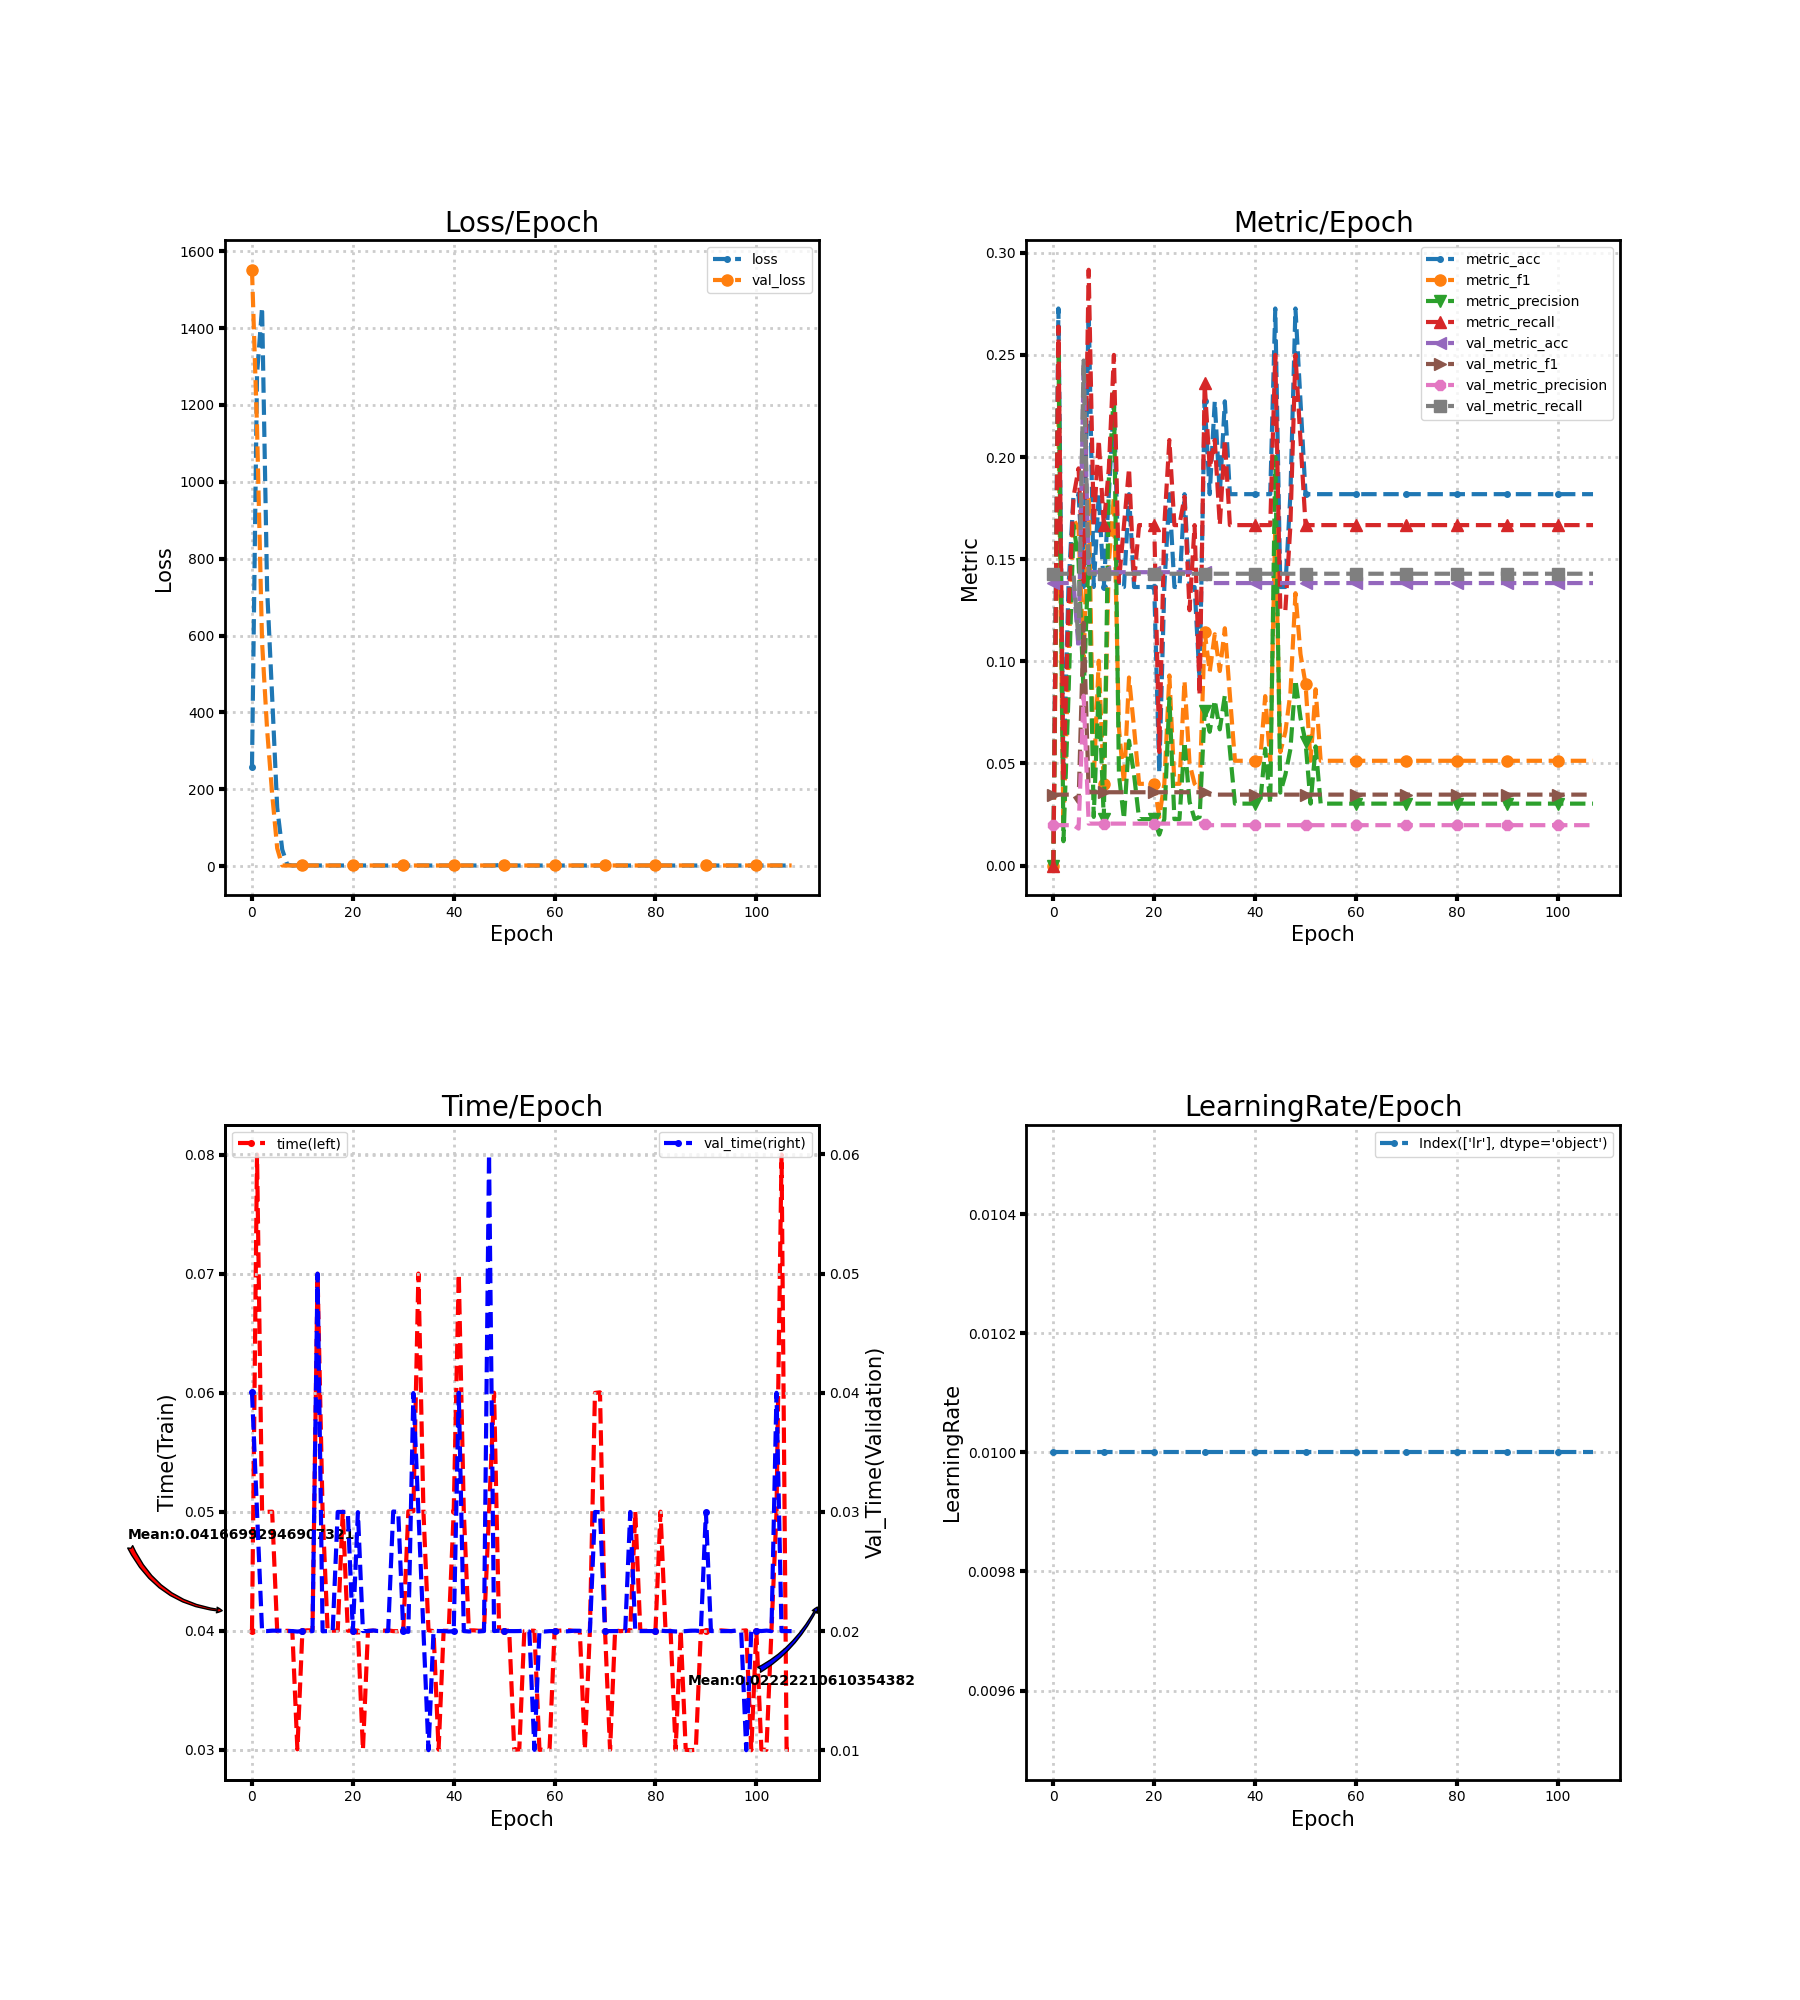 Loss/Epoch
1600
1400
1200
1000
800
600
400
200
0
Loss
loss
val_loss
0 20 40 60 80 100
Epoch
Metric/Epoch
0.30
0.25
0.20
0.15
0.10
0.05
0.00
Metric
metric_acc
metric_f1
metric_precision
metric_recall
val_metric_acc
val_metric_f1
val_metric_precision
val_metric_recall
0 20 40 60 80 100
Epoch
Time/Epoch
time(left)
val_time(right)
0.08
0.07
0.06
0.05
0.04
0.03
Time(Train)
Mean:0.04166992946907321
0.06
0.05
0.04
0.03
0.02
0.01
Val_Time(Validation)
Mean:0.02222210610354382
0 20 40 60 80 100
Epoch
LearningRate/Epoch
Index(['lr'], dtype='object')
0.0104
0.0102
0.0100
0.0098
0.0096
LearningRate
0 20 40 60 80 100
Epoch